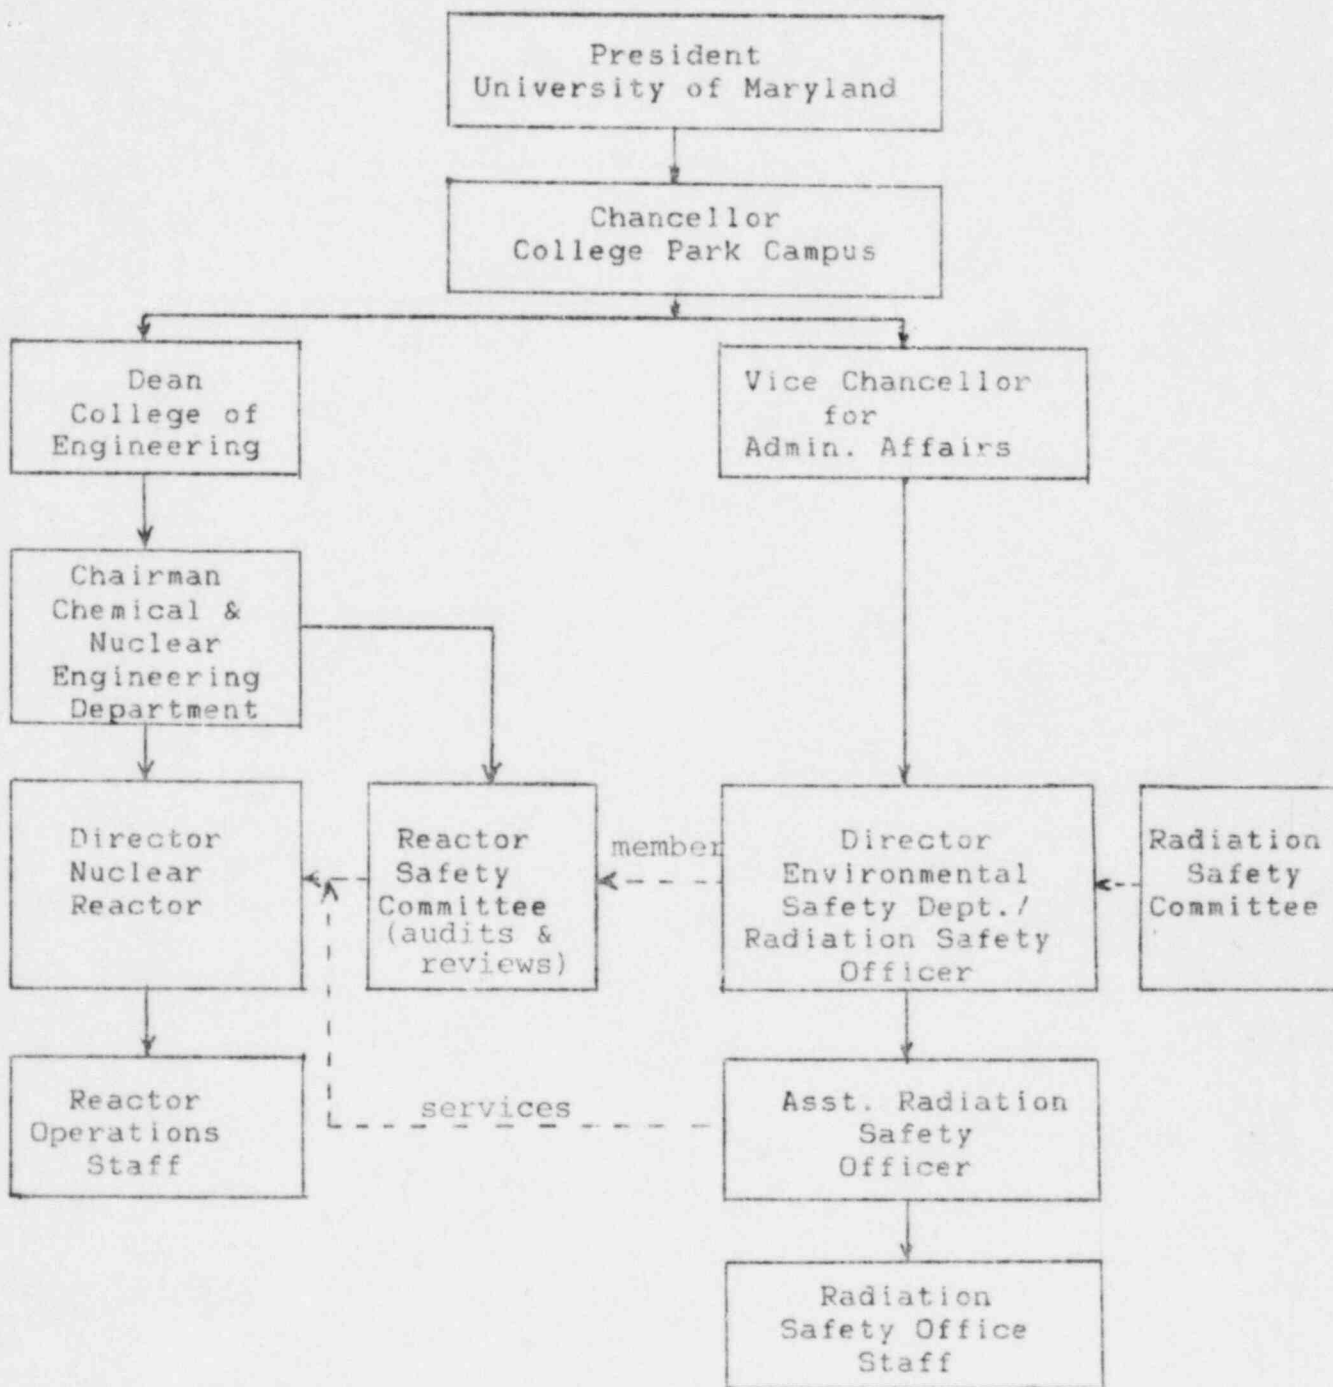 President
University of Maryland
Chancellor
College Park Campus
Dean
College of
Engineering
Vice Chancellor
for
Admin. Affairs
Chairman
Chemical &
Nuclear
Engineering
Department
Director
Nuclear
Reactor
Reactor
Safety
Committee
(audits &
reviews)
member
Director
Environmental
Safety Dept./
Radiation Safety
Officer
Radiation
Safety
Committee
Reactor
Operations
Staff
services
Asst. Radiation
Safety
Officer
Radiation
Safety Office
Staff